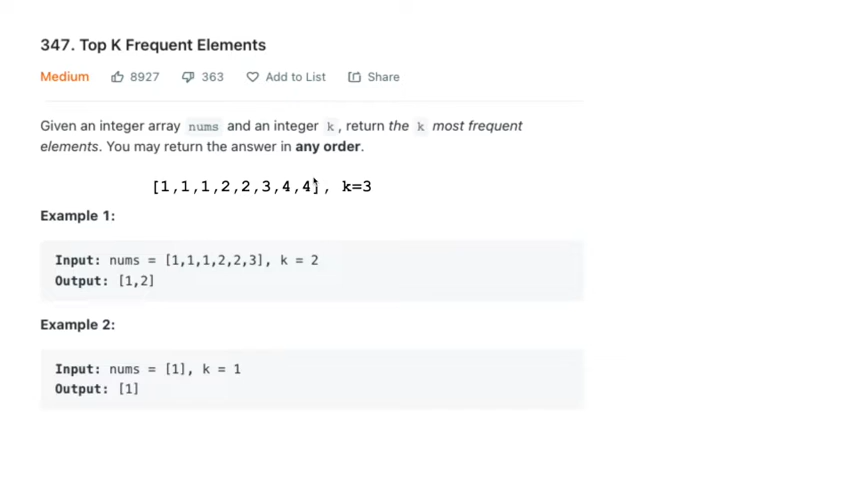 347. Top K Frequent Elements
Medium 8927 363 Add to List Share
Given an integer array nums and an integer k, return the k most frequent
elements. You may return the answer in any order.
[1,1,1,2,2,3,4,4], k=3
Example 1:
Input: nums = [1,1,1,2,2,3], k = 2
Output: [1,2]
Example 2:
Input: nums = [1], k = 1
Output: [1]